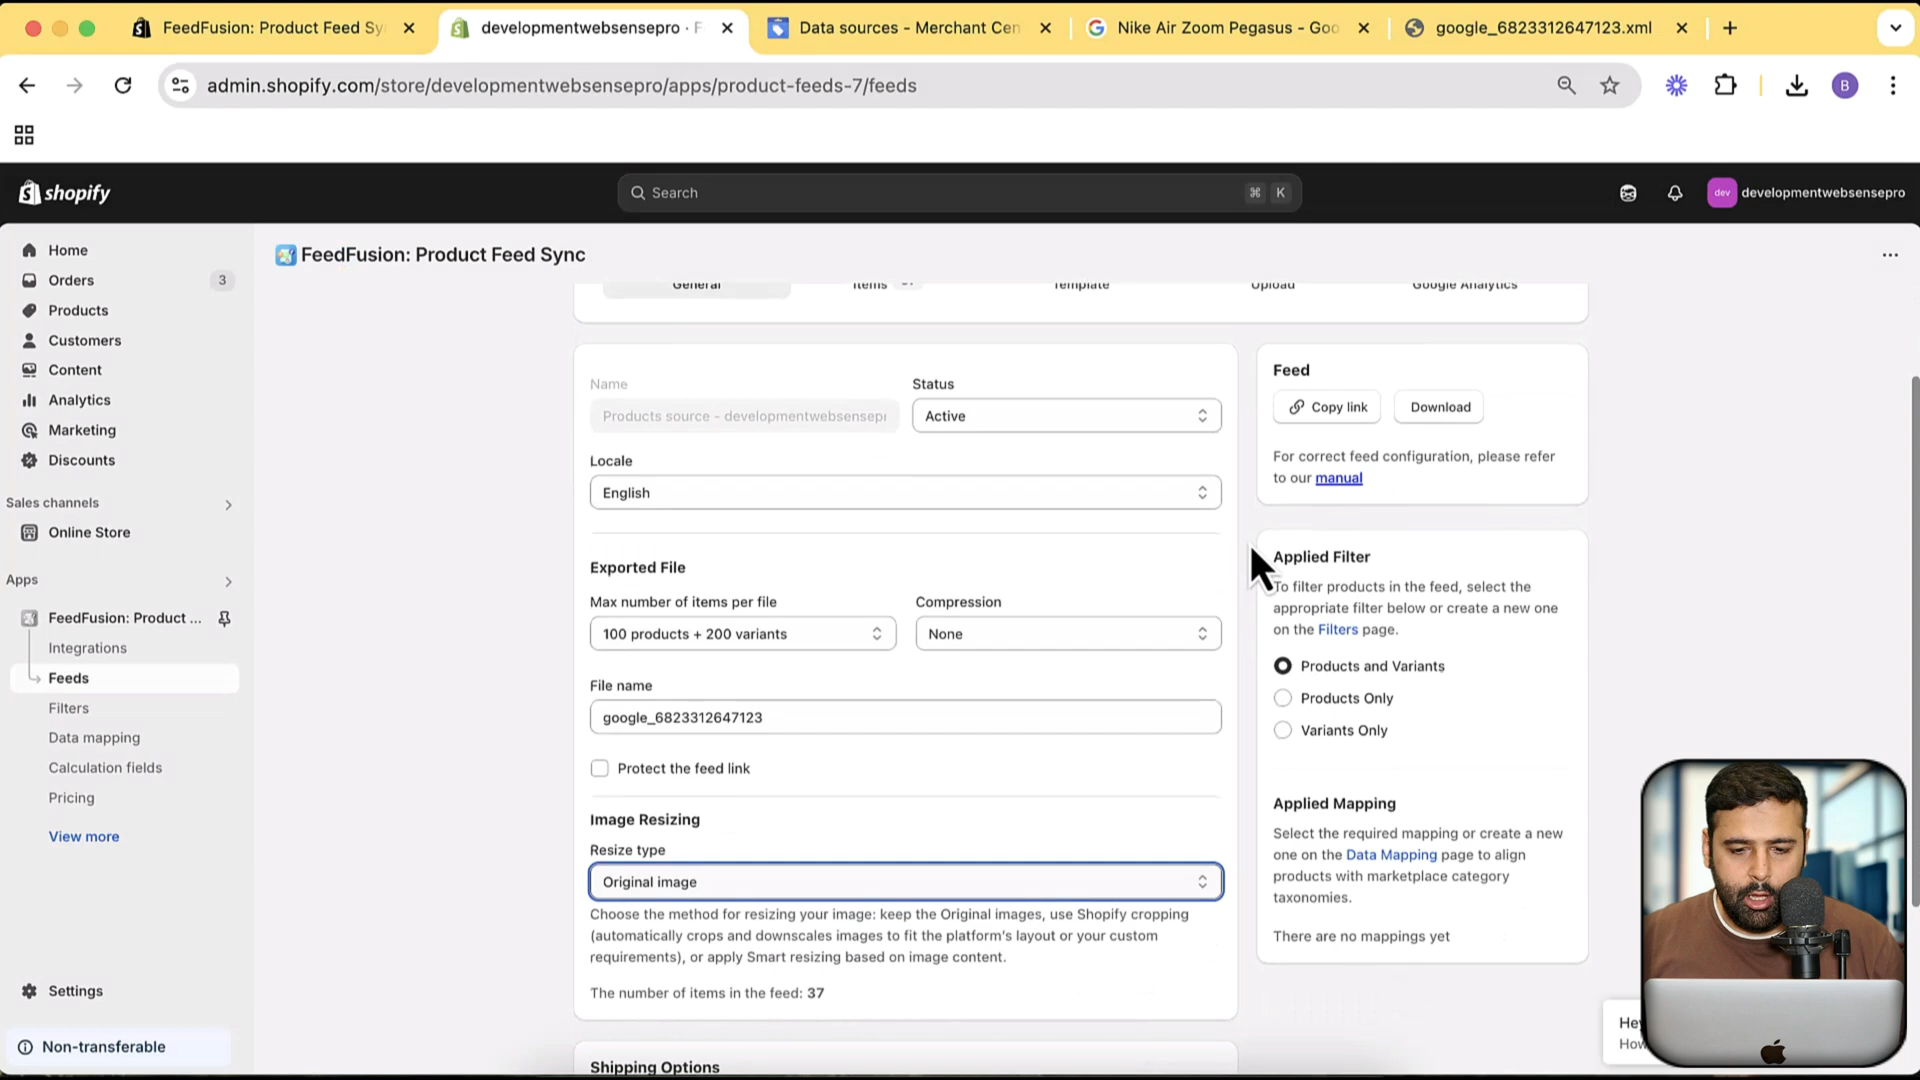 FeedFusion: Product Feed Sy
developmentwebsensepro · F
Data sources - Merchant Cen
Nike Air Zoom Pegasus - Goo
google_6823312647123.xml
admin.shopify.com/store/developmentwebsensepro/apps/product-feeds-7/feeds
B
shopify
Search
⌘ K
dev
developmentwebsensepro
Home
Orders 3
Products
Customers
Content
Analytics
Marketing
Discounts
Sales channels
Online Store
Apps
FeedFusion: Product ...
Integrations
Feeds
Filters
Data mapping
Calculation fields
Pricing
View more
Settings
Non-transferable
FeedFusion: Product Feed Sync
General
Items
Template
Upload
Google Analytics
Name
Products source - developmentwebsensepr
Status
Active
Locale
English
Exported File
Max number of items per file
100 products + 200 variants
Compression
None
File name
google_6823312647123
Protect the feed link
Image Resizing
Resize type
Original image
Choose the method for resizing your image: keep the Original images, use Shopify cropping
(automatically crops and downscales images to fit the platform's layout or your custom
requirements), or apply Smart resizing based on image content.
The number of items in the feed: 37
Shipping Options
Feed
Copy link
Download
For correct feed configuration, please refer
to our manual
Applied Filter
To filter products in the feed, select the
appropriate filter below or create a new one
on the Filters page.
Products and Variants
Products Only
Variants Only
Applied Mapping
Select the required mapping or create a new
one on the Data Mapping page to align
products with marketplace category
taxonomies.
There are no mappings yet
Hey
How